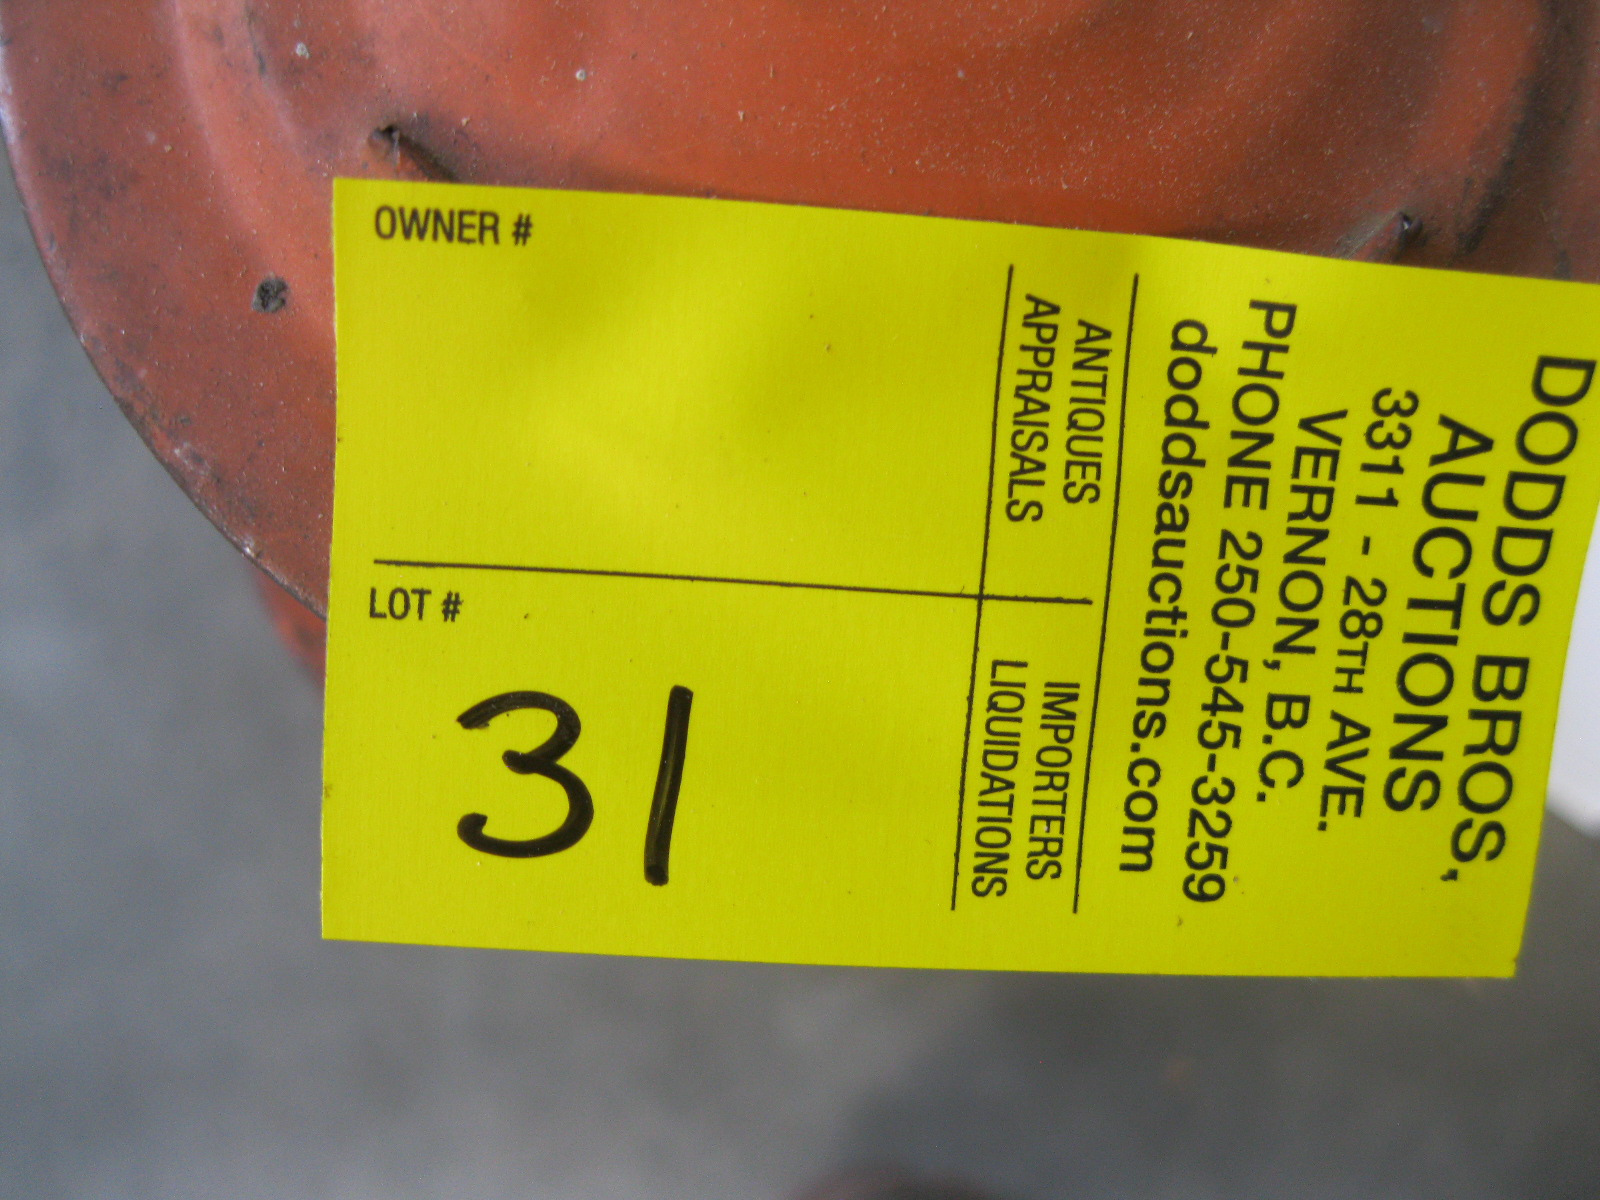 DODDS BROS,
AUCTIONS
3311 - 28TH AVE.
VERNON, B.C.
PHONE 250-545-3259
doddsauctions.com
ANTIQUES
APPRAISALS
IMPORTERS
LIQUIDATIONS
OWNER #
LOT #
31